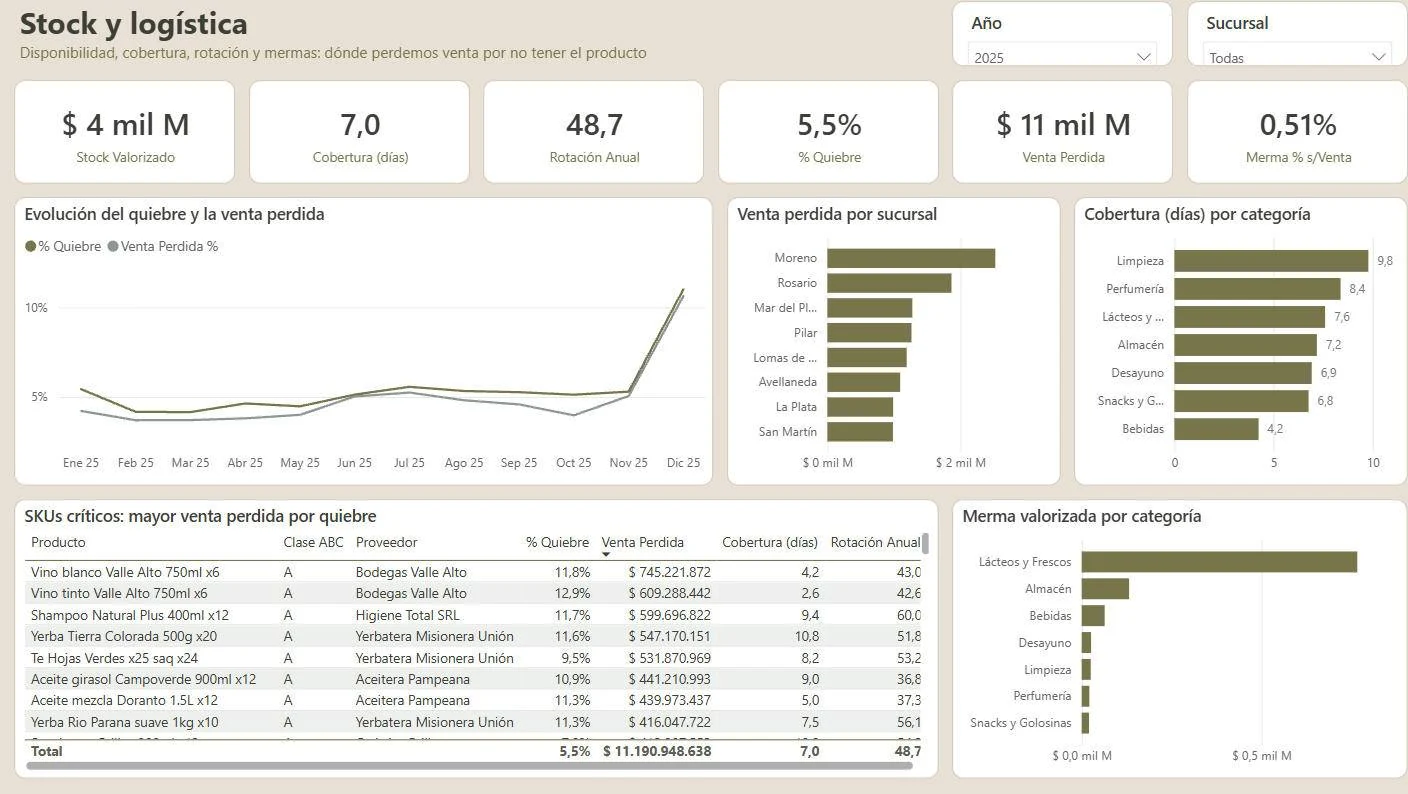 Stock y logística
Disponibilidad, cobertura, rotación y mermas: dónde perdemos venta por no tener el producto
Año
2025
Sucursal
Todas
$ 4 mil M
Stock Valorizado
7,0
Cobertura (días)
48,7
Rotación Anual
5,5%
% Quiebre
$ 11 mil M
Venta Perdida
0,51%
Merma % s/Venta
Evolución del quiebre y la venta perdida
% Quiebre Venta Perdida %
10%
5%
Ene 25 Feb 25 Mar 25 Abr 25 May 25 Jun 25 Jul 25 Ago 25 Sep 25 Oct 25 Nov 25 Dic 25
Venta perdida por sucursal
Moreno
Rosario
Mar del Pl...
Pilar
Lomas de ...
Avellaneda
La Plata
San Martín
$ 0 mil M $ 2 mil M
Cobertura (días) por categoría
Limpieza 9,8
Perfumería 8,4
Lácteos y ... 7,6
Almacén 7,2
Desayuno 6,9
Snacks y G... 6,8
Bebidas 4,2
0 5 10
SKUs críticos: mayor venta perdida por quiebre
Producto Clase ABC Proveedor % Quiebre Venta Perdida Cobertura (días) Rotación Anual
Vino blanco Valle Alto 750ml x6 A Bodegas Valle Alto 11,8% $ 745.221.872 4,2 43,0
Vino tinto Valle Alto 750ml x6 A Bodegas Valle Alto 12,9% $ 609.288.442 2,6 42,6
Shampoo Natural Plus 400ml x12 A Higiene Total SRL 11,7% $ 599.696.822 9,4 60,0
Yerba Tierra Colorada 500g x20 A Yerbatera Misionera Unión 11,6% $ 547.170.151 10,8 51,8
Te Hojas Verdes x25 saq x24 A Yerbatera Misionera Unión 9,5% $ 531.870.969 8,2 53,2
Aceite girasol Campoverde 900ml x12 A Aceitera Pampeana 10,9% $ 441.210.993 9,0 36,8
Aceite mezcla Doranto 1.5L x12 A Aceitera Pampeana 11,3% $ 439.973.437 5,0 37,3
Yerba Rio Parana suave 1kg x10 A Yerbatera Misionera Unión 11,3% $ 416.047.722 7,5 56,1
Total 5,5% $ 11.190.948.638 7,0 48,7
Merma valorizada por categoría
Lácteos y Frescos
Almacén
Bebidas
Desayuno
Limpieza
Perfumería
Snacks y Golosinas
$ 0,0 mil M $ 0,5 mil M